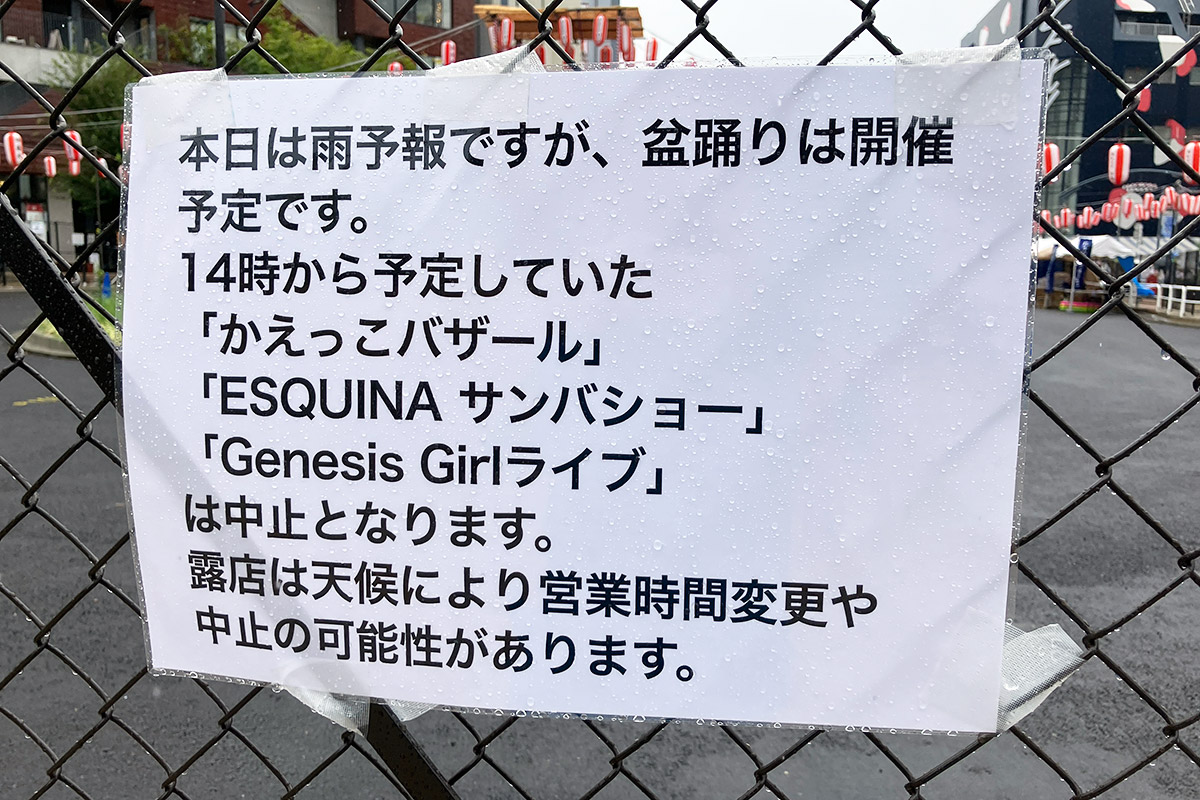 本日は雨予報ですが、盆踊りは開催
予定です。
14時から予定していた
「かえっこバザール」
「ESQUINA サンバショー」
「Genesis Girlライブ」
は中止となります。
露店は天候により営業時間変更や
中止の可能性があります。